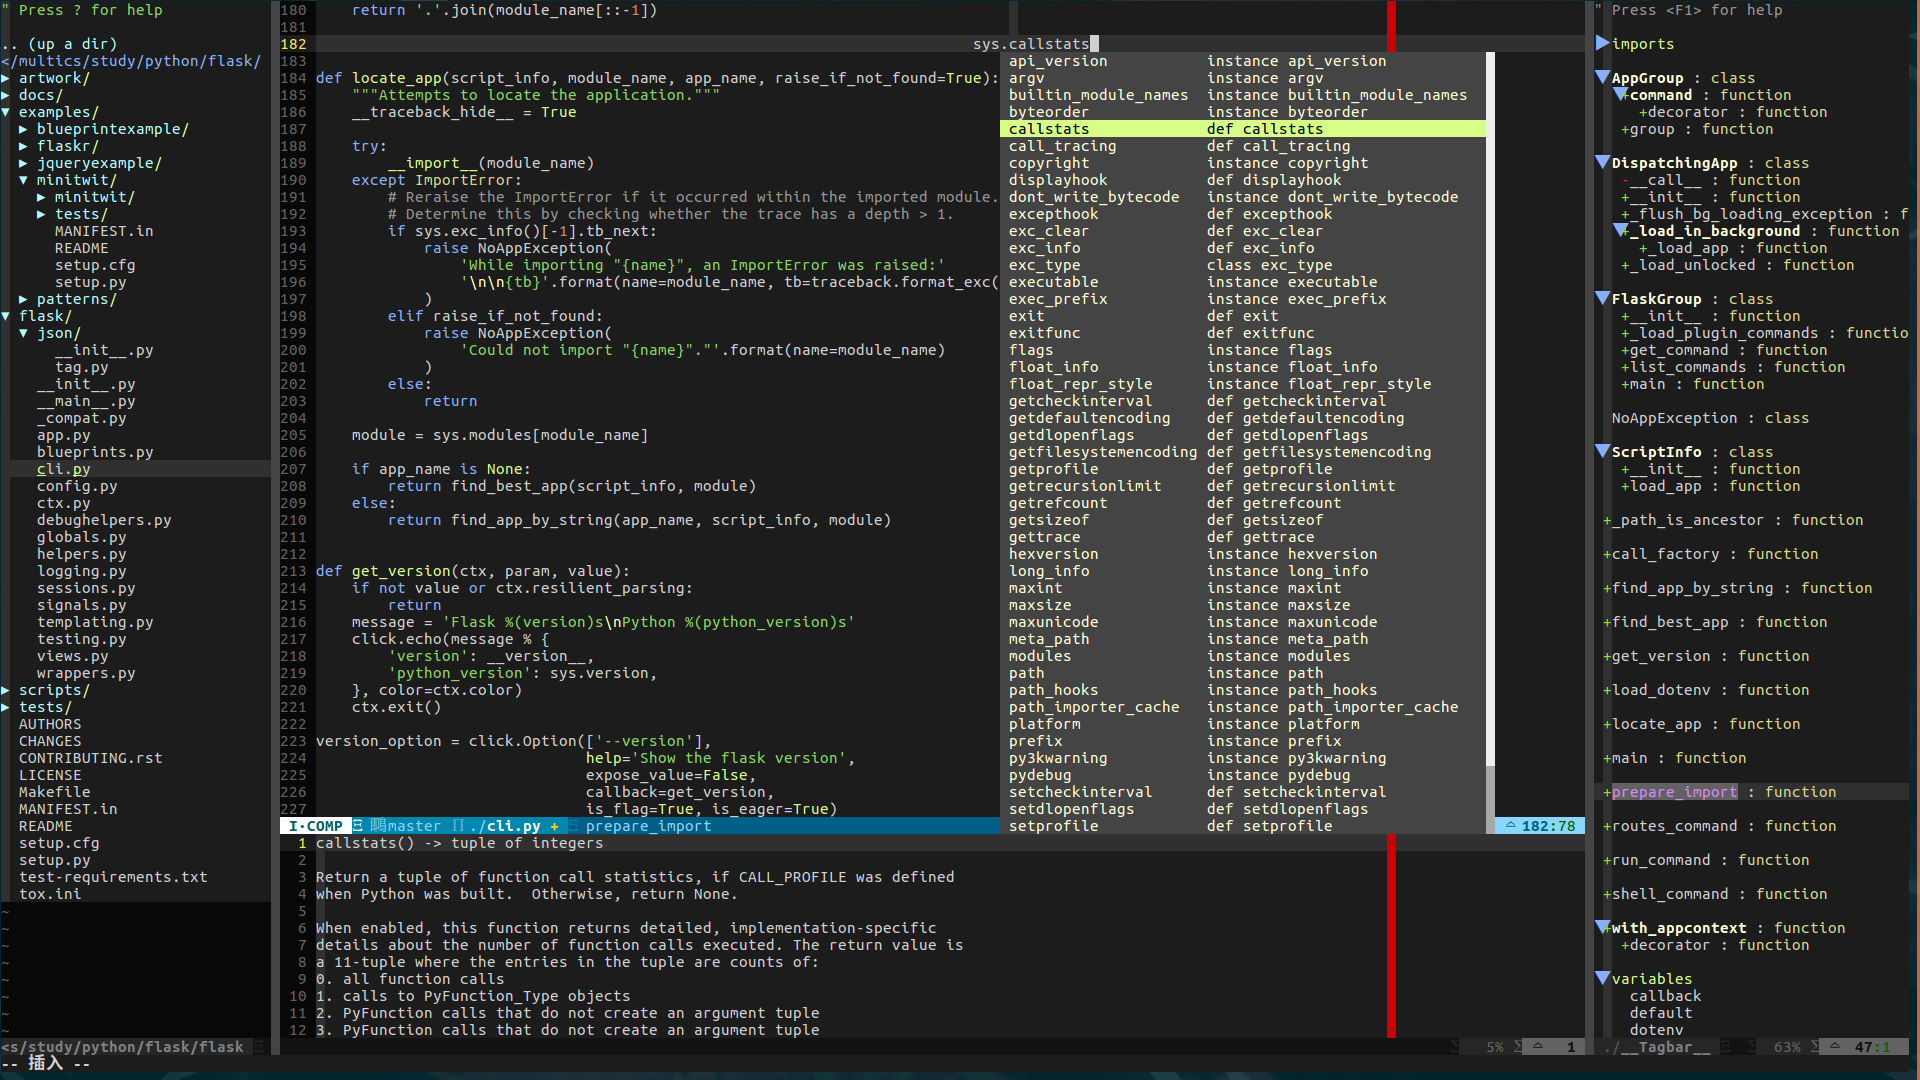 " Press ? for help
.. (up a dir)
</multics/study/python/flask/
▶ artwork/
▶ docs/
▼ examples/
▶ blueprintexample/
▶ flaskr/
▶ jqueryexample/
▼ minitwit/
▶ minitwit/
▶ tests/
MANIFEST.in
README
setup.cfg
setup.py
▶ patterns/
▼ flask/
▼ json/
__init__.py
tag.py
__init__.py
__main__.py
_compat.py
app.py
blueprints.py
cli.py
config.py
ctx.py
debughelpers.py
globals.py
helpers.py
logging.py
sessions.py
signals.py
templating.py
testing.py
views.py
wrappers.py
▶ scripts/
▶ tests/
AUTHORS
CHANGES
CONTRIBUTING.rst
LICENSE
Makefile
MANIFEST.in
README
setup.cfg
setup.py
test-requirements.txt
tox.ini
~
~
~
~
~
~
~
~
<s/study/python/flask/flask
-- 插入 --
180 return '.'.join(module_name[::-1])
181
182 sys.callstats
183
184 def locate_app(script_info, module_name, app_name, raise_if_not_found=True):
185 """Attempts to locate the application."""
186 __traceback_hide__ = True
187
188 try:
189 __import__(module_name)
190 except ImportError:
191 # Reraise the ImportError if it occurred within the imported module.
192 # Determine this by checking whether the trace has a depth > 1.
193 if sys.exc_info()[-1].tb_next:
194 raise NoAppException(
195 'While importing "{name}", an ImportError was raised:'
196 '\n\n{tb}'.format(name=module_name, tb=traceback.format_exc(
197 )
198 elif raise_if_not_found:
199 raise NoAppException(
200 'Could not import "{name}"."'.format(name=module_name)
201 )
202 else:
203 return
204
205 module = sys.modules[module_name]
206
207 if app_name is None:
208 return find_best_app(script_info, module)
209 else:
210 return find_app_by_string(app_name, script_info, module)
211
212
213 def get_version(ctx, param, value):
214 if not value or ctx.resilient_parsing:
215 return
216 message = 'Flask %(version)s\nPython %(python_version)s'
217 click.echo(message % {
218 'version': __version__,
219 'python_version': sys.version,
220 }, color=ctx.color)
221 ctx.exit()
222
223 version_option = click.Option(['--version'],
224 help='Show the flask version',
225 expose_value=False,
226 callback=get_version,
227 is_flag=True, is_eager=True)
api_version instance api_version
argv instance argv
builtin_module_names instance builtin_module_names
byteorder instance byteorder
callstats def callstats
call_tracing def call_tracing
copyright instance copyright
displayhook def displayhook
dont_write_bytecode instance dont_write_bytecode
excepthook def excepthook
exc_clear def exc_clear
exc_info def exc_info
exc_type class exc_type
executable instance executable
exec_prefix instance exec_prefix
exit def exit
exitfunc def exitfunc
flags instance flags
float_info instance float_info
float_repr_style instance float_repr_style
getcheckinterval def getcheckinterval
getdefaultencoding def getdefaultencoding
getdlopenflags def getdlopenflags
getfilesystemencoding def getfilesystemencoding
getprofile def getprofile
getrecursionlimit def getrecursionlimit
getrefcount def getrefcount
getsizeof def getsizeof
gettrace def gettrace
hexversion instance hexversion
long_info instance long_info
maxint instance maxint
maxsize instance maxsize
maxunicode instance maxunicode
meta_path instance meta_path
modules instance modules
path instance path
path_hooks instance path_hooks
path_importer_cache instance path_importer_cache
platform instance platform
prefix instance prefix
py3kwarning instance py3kwarning
pydebug instance pydebug
setcheckinterval def setcheckinterval
setdlopenflags def setdlopenflags
setprofile def setprofile
I·COMP master ./cli.py + prepare_import 182:78
1 callstats() -> tuple of integers
2
3 Return a tuple of function call statistics, if CALL_PROFILE was defined
4 when Python was built.  Otherwise, return None.
5
6 When enabled, this function returns detailed, implementation-specific
7 details about the number of function calls executed. The return value is
8 a 11-tuple where the entries in the tuple are counts of:
9 0. all function calls
10 1. calls to PyFunction_Type objects
11 2. PyFunction calls that do not create an argument tuple
12 3. PyFunction calls that do not create an argument tuple
5% 1
" Press <F1> for help
▶imports
▼AppGroup : class
▼+command : function
+decorator : function
+group : function
▼DispatchingApp : class
-__call__ : function
+__init__ : function
+_flush_bg_loading_exception : f
▼+_load_in_background : function
+_load_app : function
+_load_unlocked : function
▼FlaskGroup : class
+__init__ : function
+_load_plugin_commands : functio
+get_command : function
+list_commands : function
+main : function
NoAppException : class
▼ScriptInfo : class
+__init__ : function
+load_app : function
+_path_is_ancestor : function
+call_factory : function
+find_app_by_string : function
+find_best_app : function
+get_version : function
+load_dotenv : function
+locate_app : function
+main : function
+prepare_import : function
+routes_command : function
+run_command : function
+shell_command : function
▼+with_appcontext : function
+decorator : function
▼variables
callback
default
dotenv
./__Tagbar__ 63% 47:1